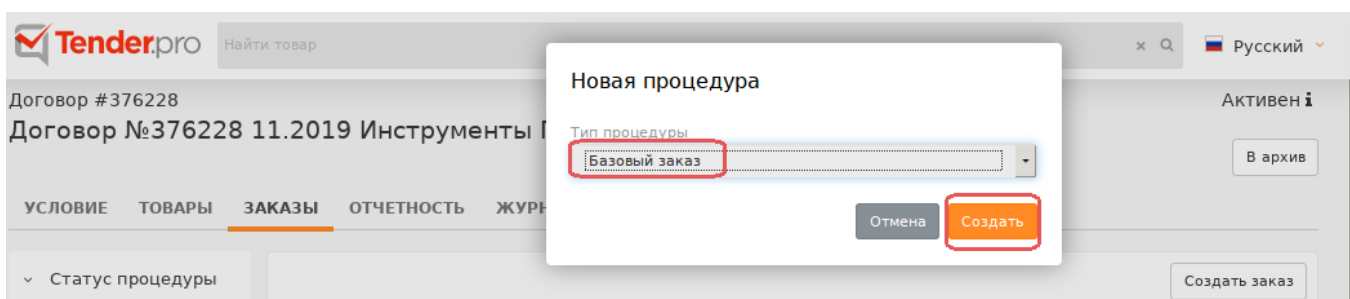 Tender.pro Найти товар × Русский
Новая процедура
Договор #376228 Активен i
Договор №376228 11.2019 Инструменты
Тип процедуры
Базовый заказ
В архив
УСЛОВИЕ ТОВАРЫ ЗАКАЗЫ ОТЧЕТНОСТЬ
Отмена Создать
Статус процедуры Создать заказ